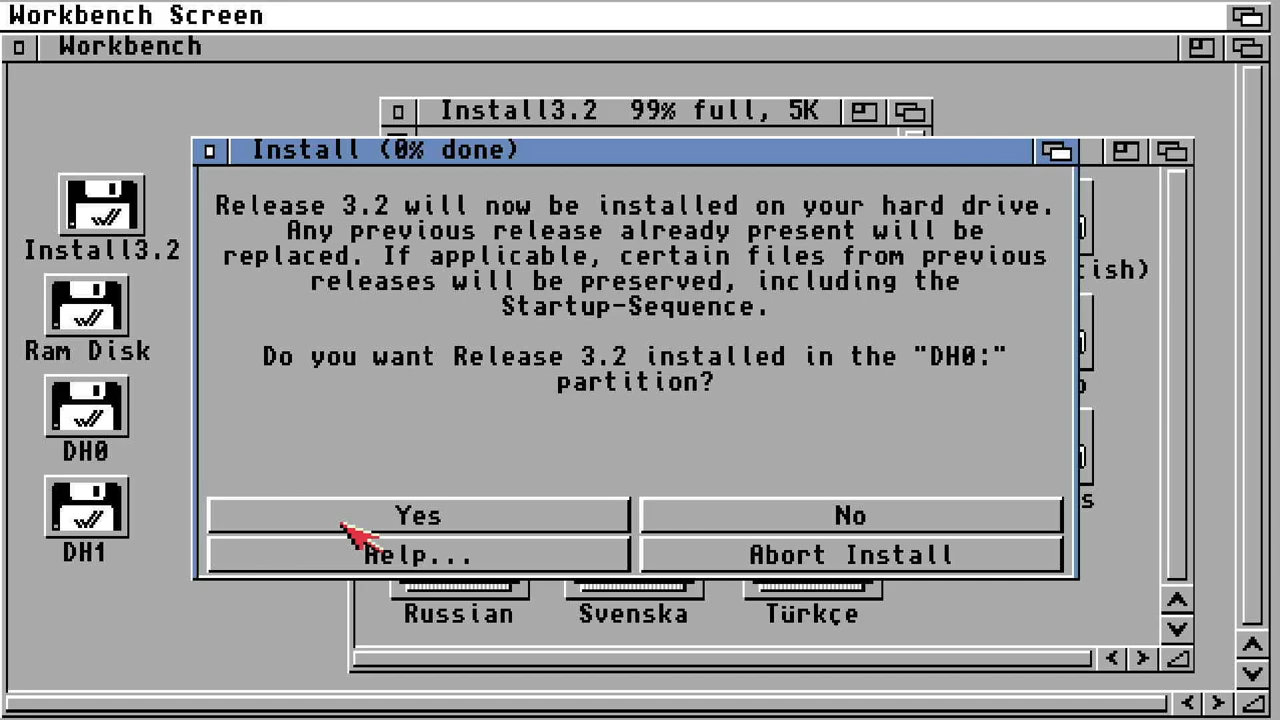 Workbench Screen
Workbench
Install3.2  99% full, 5K
Install (0% done)
Release 3.2 will now be installed on your hard drive.
Any previous release already present will be
replaced. If applicable, certain files from previous
releases will be preserved, including the
Startup-Sequence.
Do you want Release 3.2 installed in the "DH0:"
partition?
Yes
No
Help...
Abort Install
Install3.2
Ram Disk
DH0
DH1
ish)
Russian
Svenska
Türkçe